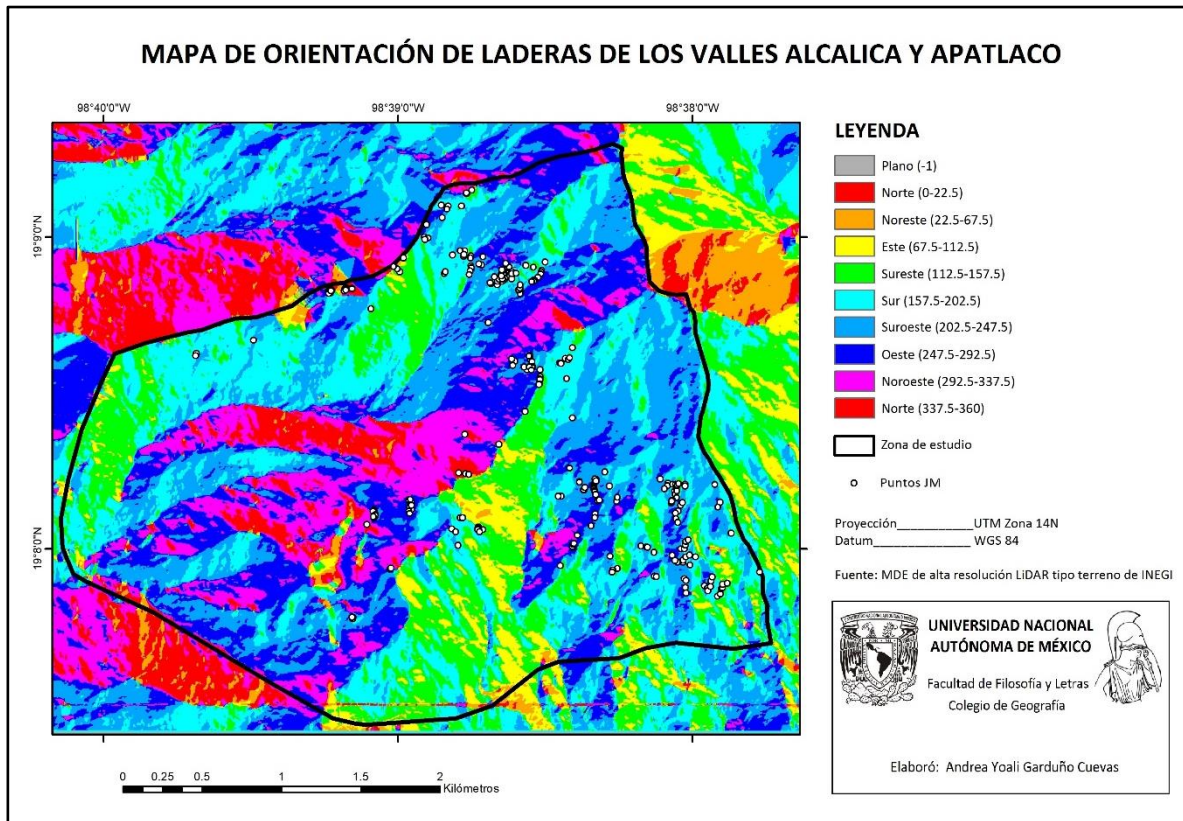 MAPA DE ORIENTACIÓN DE LADERAS DE LOS VALLES ALCALICA Y APATLACO
98°40'0"W
98°39'0"W
98°38'0"W
19°9'0"N
19°8'0"N
LEYENDA
Plano (-1)
Norte (0-22.5)
Noreste (22.5-67.5)
Este (67.5-112.5)
Sureste (112.5-157.5)
Sur (157.5-202.5)
Suroeste (202.5-247.5)
Oeste (247.5-292.5)
Noroeste (292.5-337.5)
Norte (337.5-360)
Zona de estudio
Puntos JM
Proyección___________UTM Zona 14N
Datum______________ WGS 84
Fuente: MDE de alta resolución LiDAR tipo terreno de INEGI
UNIVERSIDAD NACIONAL
AUTÓNOMA DE MÉXICO
Facultad de Filosofía y Letras
Colegio de Geografía
Elaboró: Andrea Yoali Garduño Cuevas
0 0.25 0.5 1 1.5 2
Kilómetros